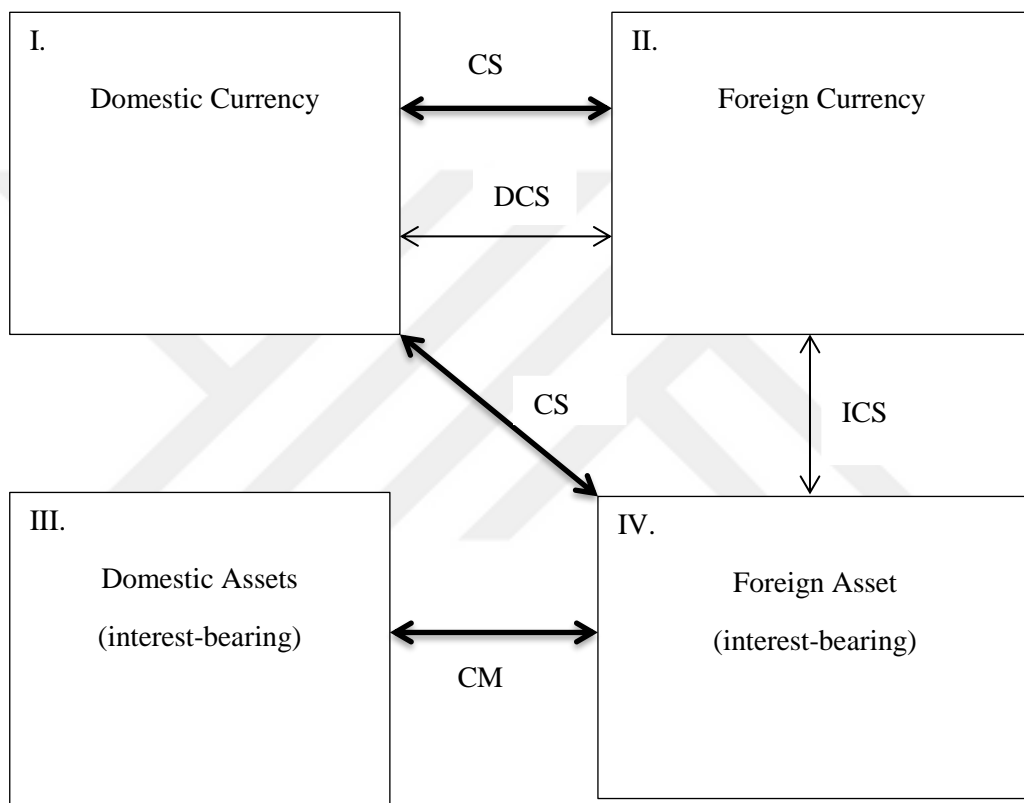 I.
Domestic Currency
CS
II.
Foreign Currency
DCS
CS
ICS
III.
Domestic Assets
(interest-bearing)
CM
IV.
Foreign Asset
(interest-bearing)